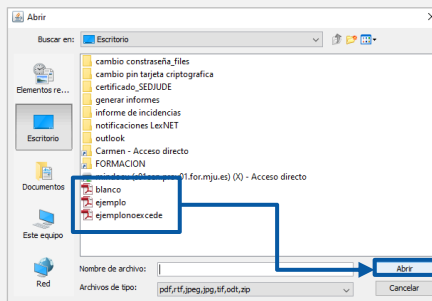 Abrir
Buscar en:
Escritorio
Elementos re...
Escritorio
Documentos
Este equipo
Red
cambio constraseña_files
cambio pin tarjeta criptografica
certificado_SEDJUDE
generar informes
informe de incidencias
notificaciones LexNET
outlook
Carmen - Acceso directo
FORMACION
(X) - Acceso directo
blanco
ejemplo
ejemplonoexcede
Nombre de archivo:
Abrir
Archivos de tipo:
pdf,rtf,jpeg,jpg,tif,odt,zip
Cancelar